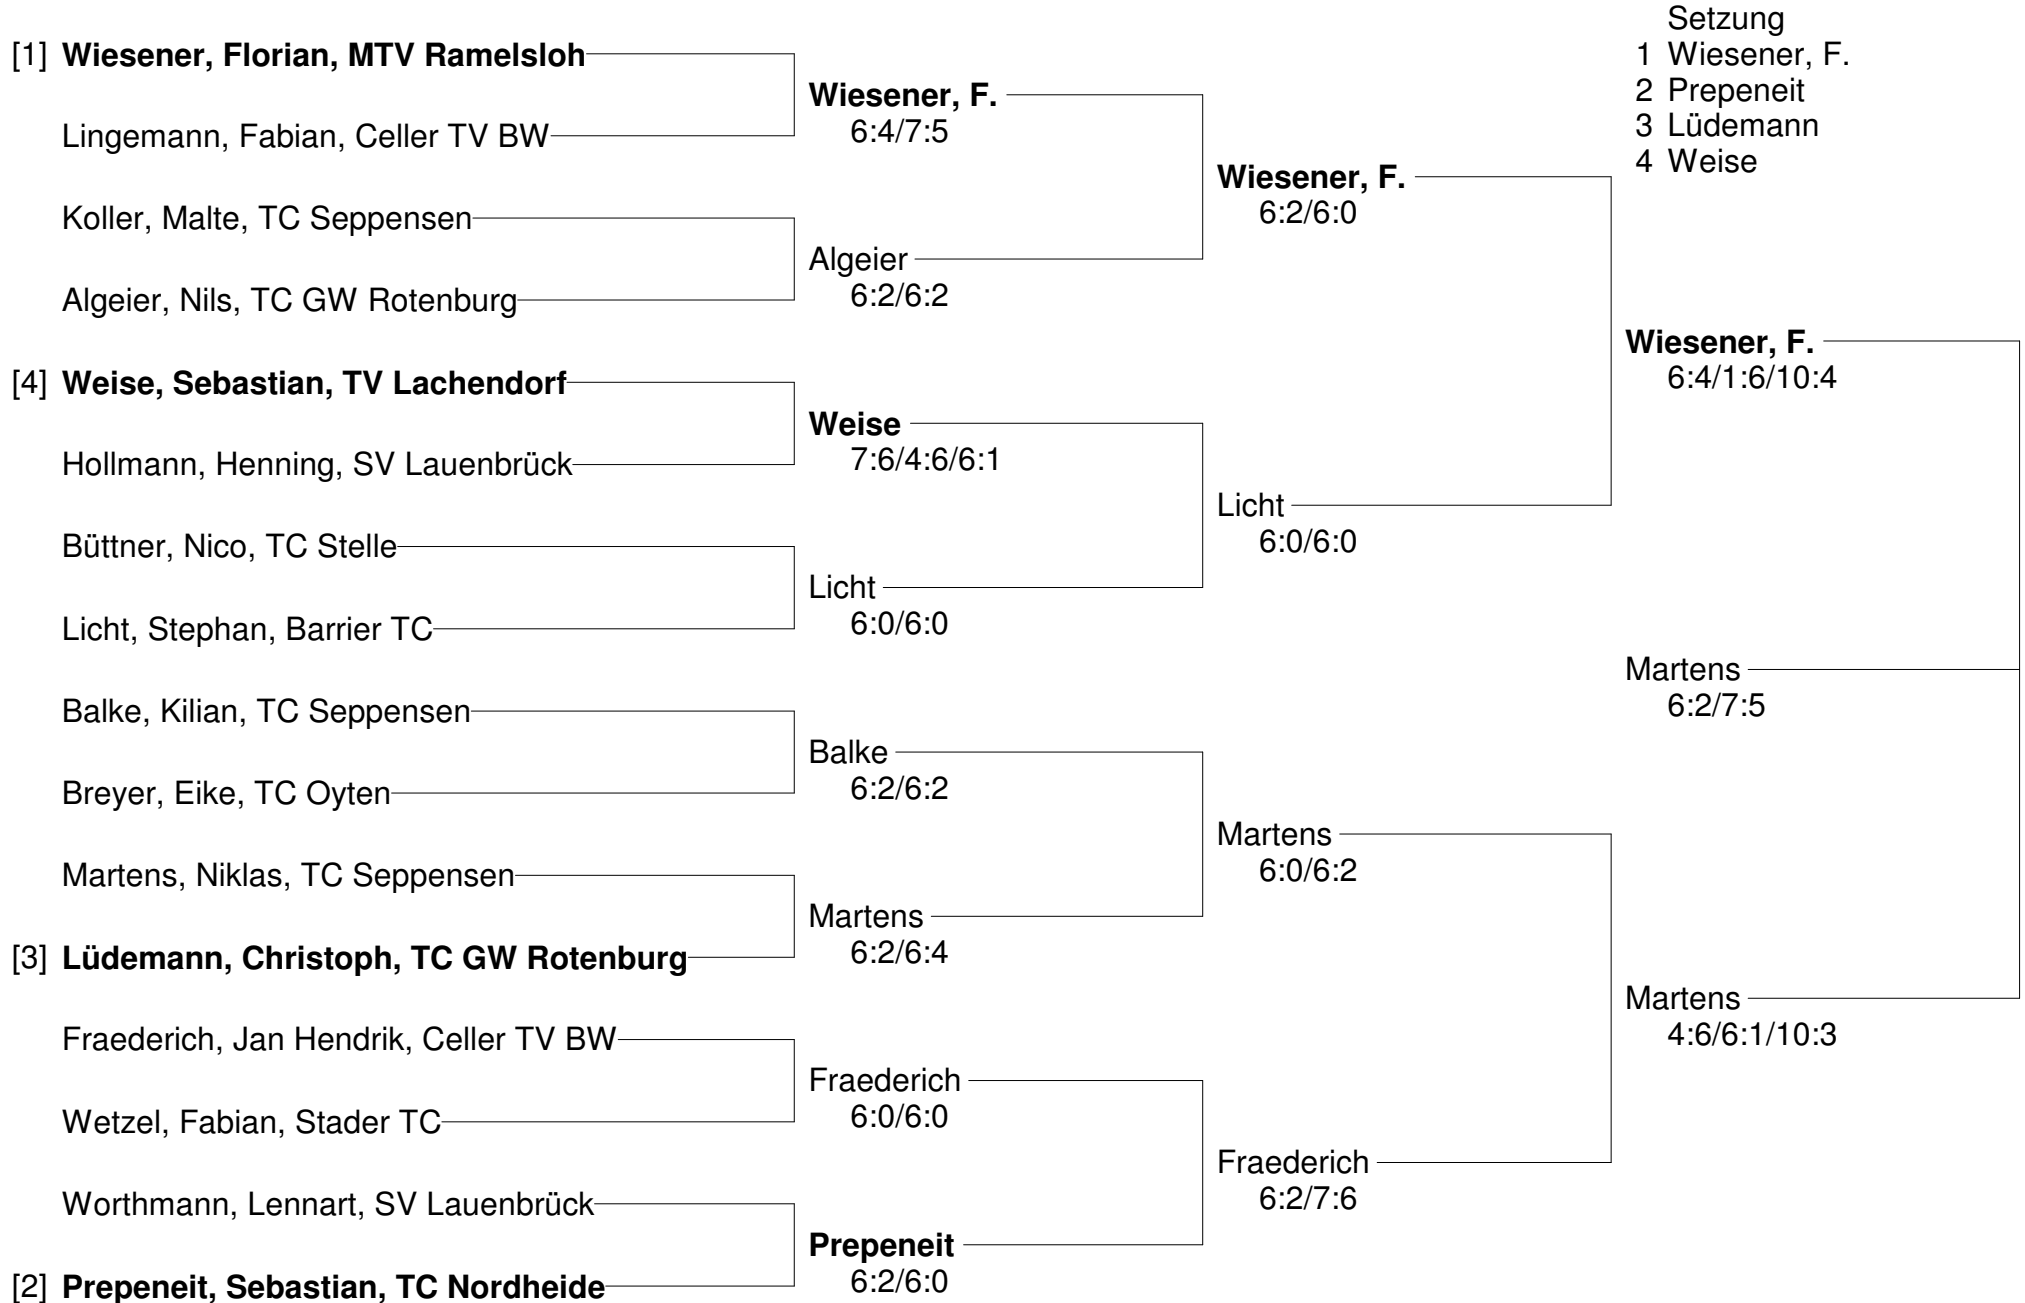 Setzung
1 Wiesener, F.
2 Prepeneit
3 Lüdemann
4 Weise
[1] Wiesener, Florian, MTV Ramelsloh
Lingemann, Fabian, Celler TV BW
Koller, Malte, TC Seppensen
Algeier, Nils, TC GW Rotenburg
[4] Weise, Sebastian, TV Lachendorf
Hollmann, Henning, SV Lauenbrück
Büttner, Nico, TC Stelle
Licht, Stephan, Barrier TC
Balke, Kilian, TC Seppensen
Breyer, Eike, TC Oyten
Martens, Niklas, TC Seppensen
[3] Lüdemann, Christoph, TC GW Rotenburg
Fraederich, Jan Hendrik, Celler TV BW
Wetzel, Fabian, Stader TC
Worthmann, Lennart, SV Lauenbrück
[2] Prepeneit, Sebastian, TC Nordheide
Wiesener, F.
6:4/7:5
Algeier
6:2/6:2
Weise
7:6/4:6/6:1
Licht
6:0/6:0
Balke
6:2/6:2
Martens
6:2/6:4
Fraederich
6:0/6:0
Prepeneit
6:2/6:0
Wiesener, F.
6:2/6:0
Licht
6:0/6:0
Martens
6:0/6:2
Fraederich
6:2/7:6
Wiesener, F.
6:4/1:6/10:4
Martens
6:2/7:5
Martens
4:6/6:1/10:3